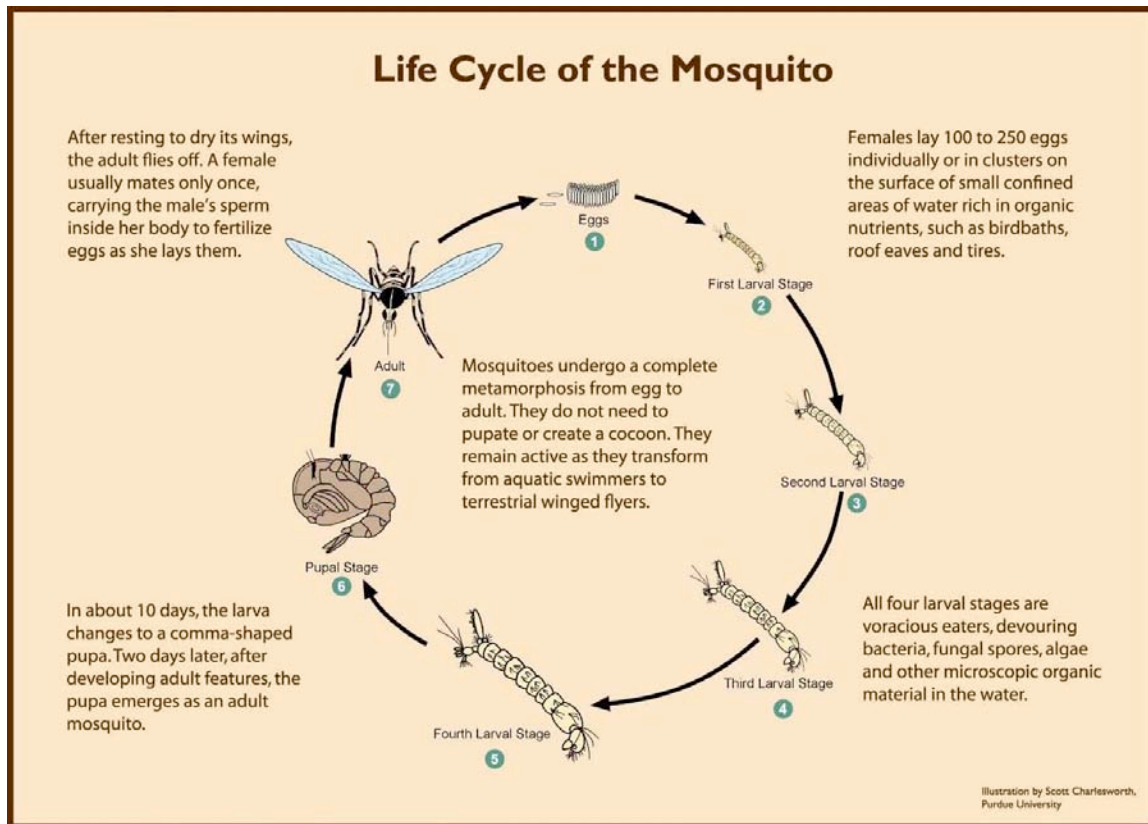 Life Cycle of the Mosquito
After resting to dry its wings,
the adult flies off. A female
usually mates only once,
carrying the male's sperm
inside her body to fertilize
eggs as she lays them.
Females lay 100 to 250 eggs
individually or in clusters on
the surface of small confined
areas of water rich in organic
nutrients, such as birdbaths,
roof eaves and tires.
Eggs
1
First Larval Stage
2
Adult
7
Mosquitoes undergo a complete
metamorphosis from egg to
adult. They do not need to
pupate or create a cocoon. They
remain active as they transform
from aquatic swimmers to
terrestrial winged flyers.
Second Larval Stage
3
Pupal Stage
6
In about 10 days, the larva
changes to a comma-shaped
pupa. Two days later, after
developing adult features, the
pupa emerges as an adult
mosquito.
All four larval stages are
voracious eaters, devouring
bacteria, fungal spores, algae
and other microscopic organic
material in the water.
Third Larval Stage
4
Fourth Larval Stage
5
Illustration by Scott Charlesworth,
Purdue University